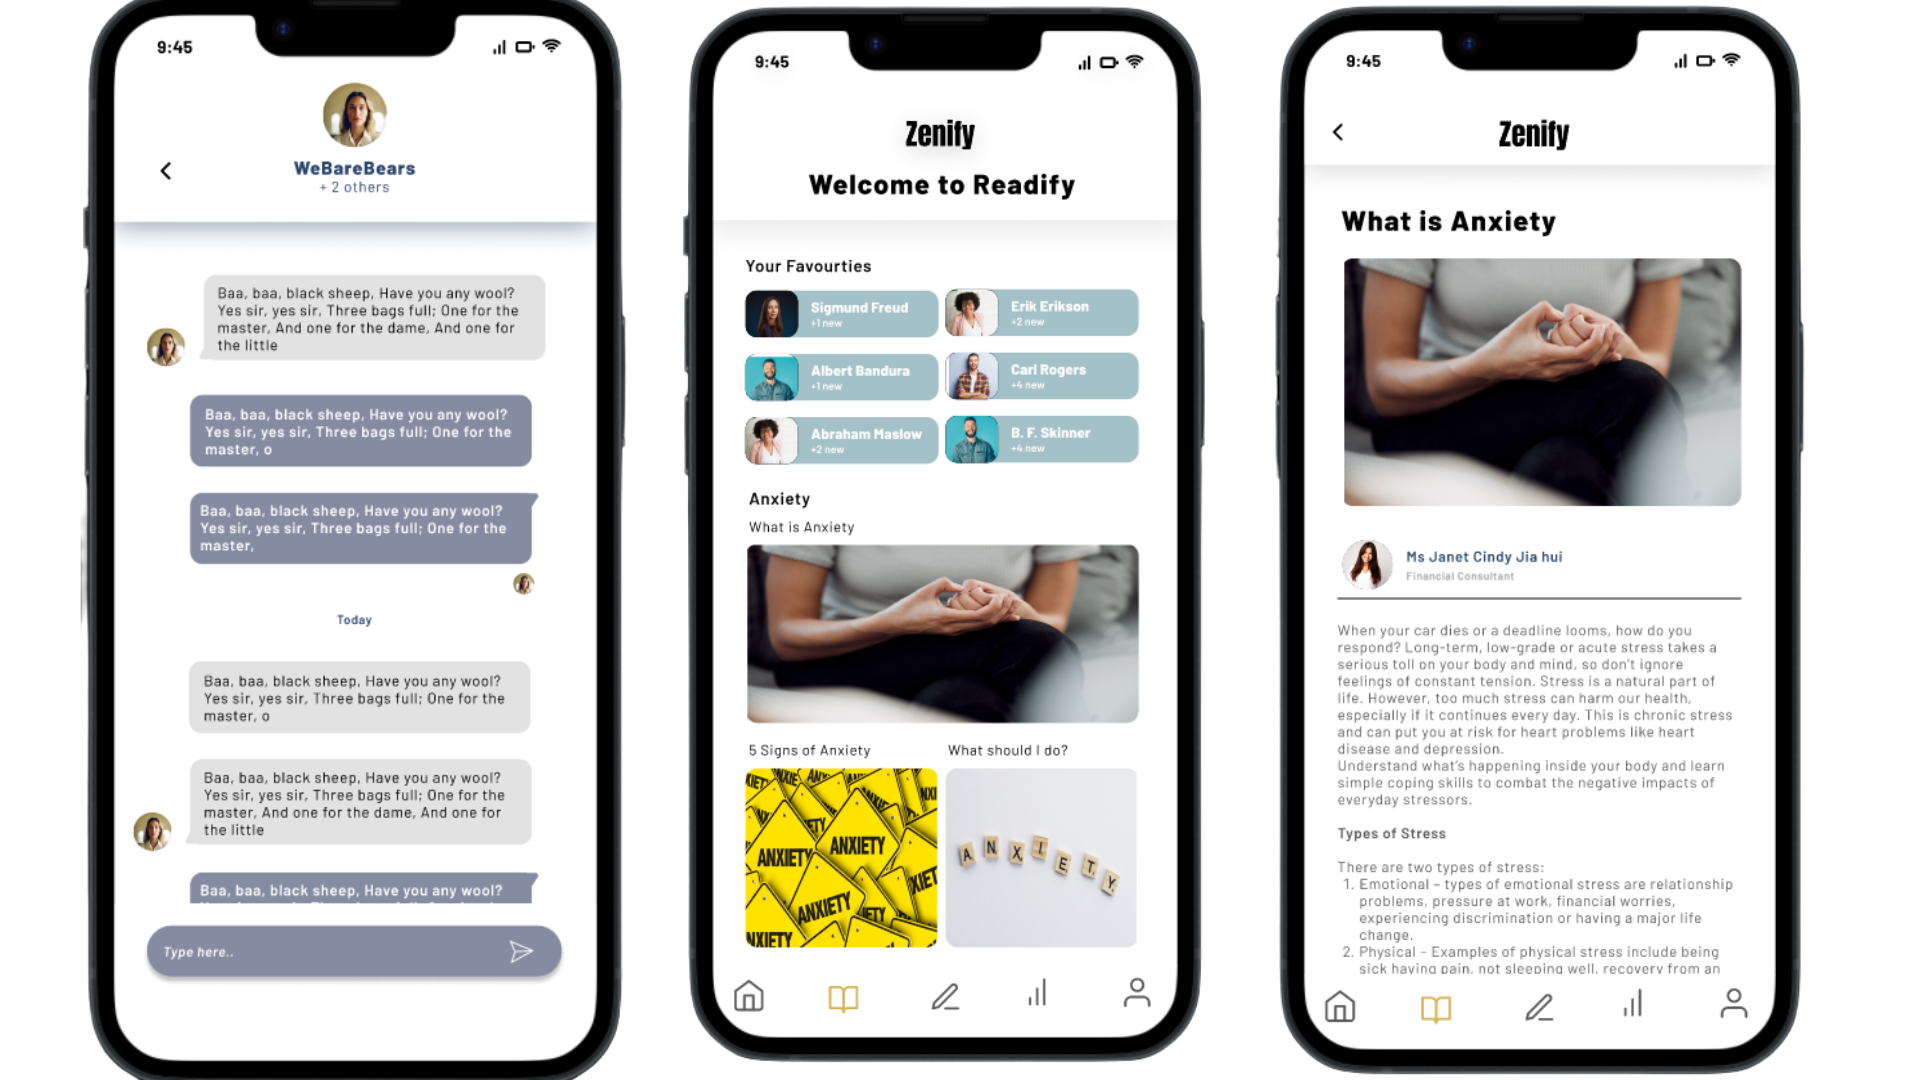 9:45
WeBareBears
+ 2 others
Baa, baa, black sheep, Have you any wool?
Yes sir, yes sir, Three bags full; One for the
master, And one for the dame, And one for
the little
Baa, baa, black sheep, Have you any wool?
Yes sir, yes sir, Three bags full; One for the
master, o
Baa, baa, black sheep, Have you any wool?
Yes sir, yes sir, Three bags full; One for the
master,
Today
Baa, baa, black sheep, Have you any wool?
Yes sir, yes sir, Three bags full; One for the
master, o
Baa, baa, black sheep, Have you any wool?
Yes sir, yes sir, Three bags full; One for the
master, And one for the dame, And one for
the little
Baa, baa, black sheep, Have you any wool?
Type here..
9:45
Zenify
Welcome to Readify
Your Favourties
Sigmund Freud
+1 new
Erik Erikson
+2 new
Albert Bandura
+1 new
Carl Rogers
+4 new
Abraham Maslow
+2 new
B. F. Skinner
+4 new
Anxiety
What is Anxiety
5 Signs of Anxiety
What should I do?
ANXIETY
ANXIETY
ANXIETY
ANXIETY
9:45
Zenify
What is Anxiety
Ms Janet Cindy Jia hui
Financial Consultant
When your car dies or a deadline looms, how do you
respond? Long-term, low-grade or acute stress takes a
serious toll on your body and mind, so don't ignore
feelings of constant tension. Stress is a natural part of
life. However, too much stress can harm our health,
especially if it continues every day. This is chronic stress
and can put you at risk for heart problems like heart
disease and depression.
Understand what's happening inside your body and learn
simple coping skills to combat the negative impacts of
everyday stressors.
Types of Stress
There are two types of stress:
1. Emotional – types of emotional stress are relationship
problems, pressure at work, financial worries,
experiencing discrimination or having a major life
change.
2. Physical – Examples of physical stress include being
sick having pain, not sleeping well, recovery from an